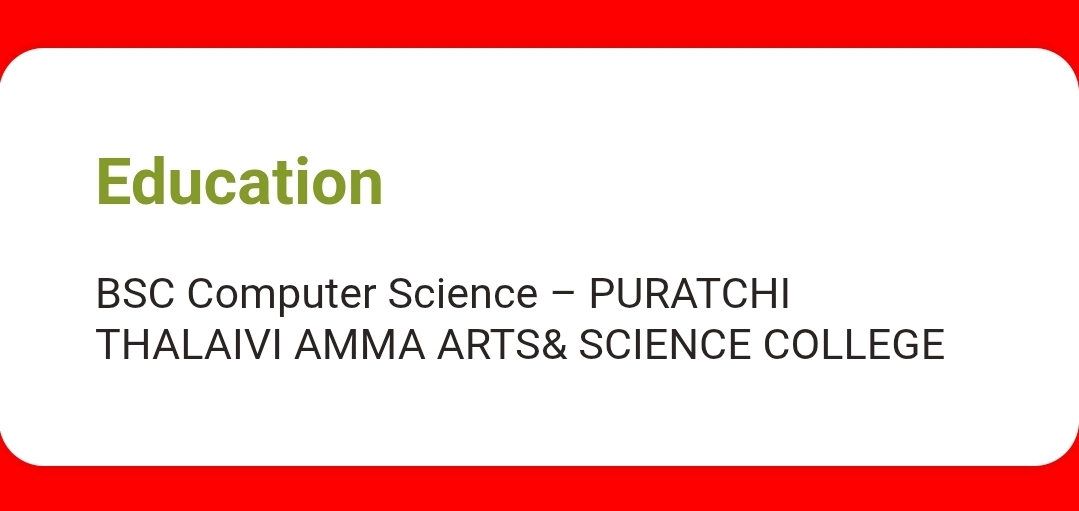 Education
BSC Computer Science – PURATCHI
THALAIVI AMMA ARTS& SCIENCE COLLEGE